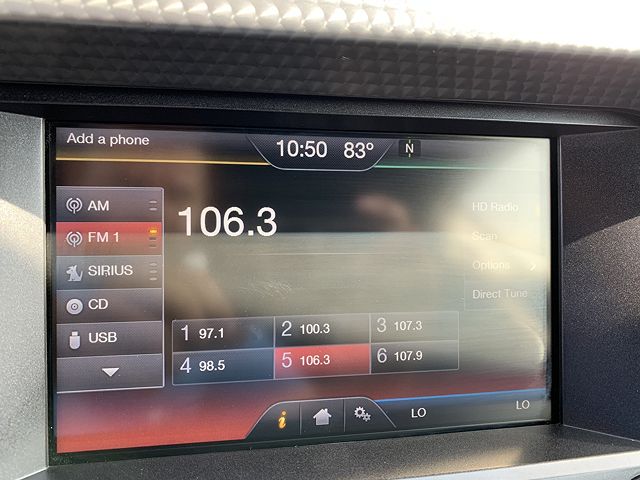 Add a phone
10:50 83° N
AM
FM 1
SIRIUS
CD
USB
106.3
HD Radio
Scan
Options
Direct Tune
1 97.1 2 100.3 3 107.3
4 98.5 5 106.3 6 107.9
i LO LO